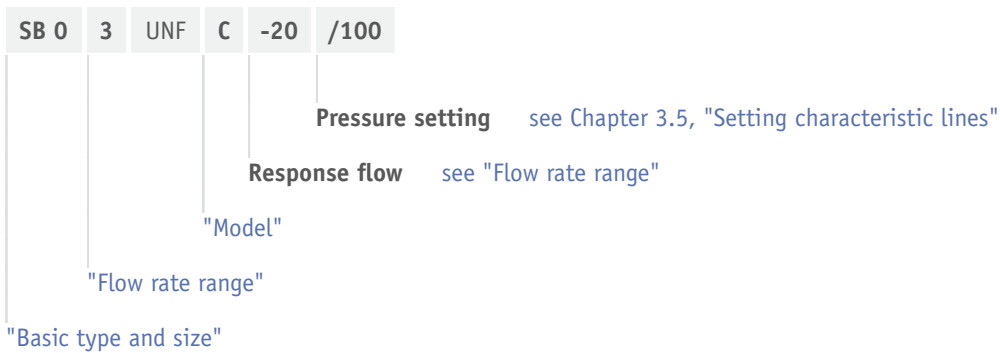 SB 0 3 UNF C -20 /100
Pressure setting see Chapter 3.5, "Setting characteristic lines"
Response flow see "Flow rate range"
"Model"
"Flow rate range"
"Basic type and size"